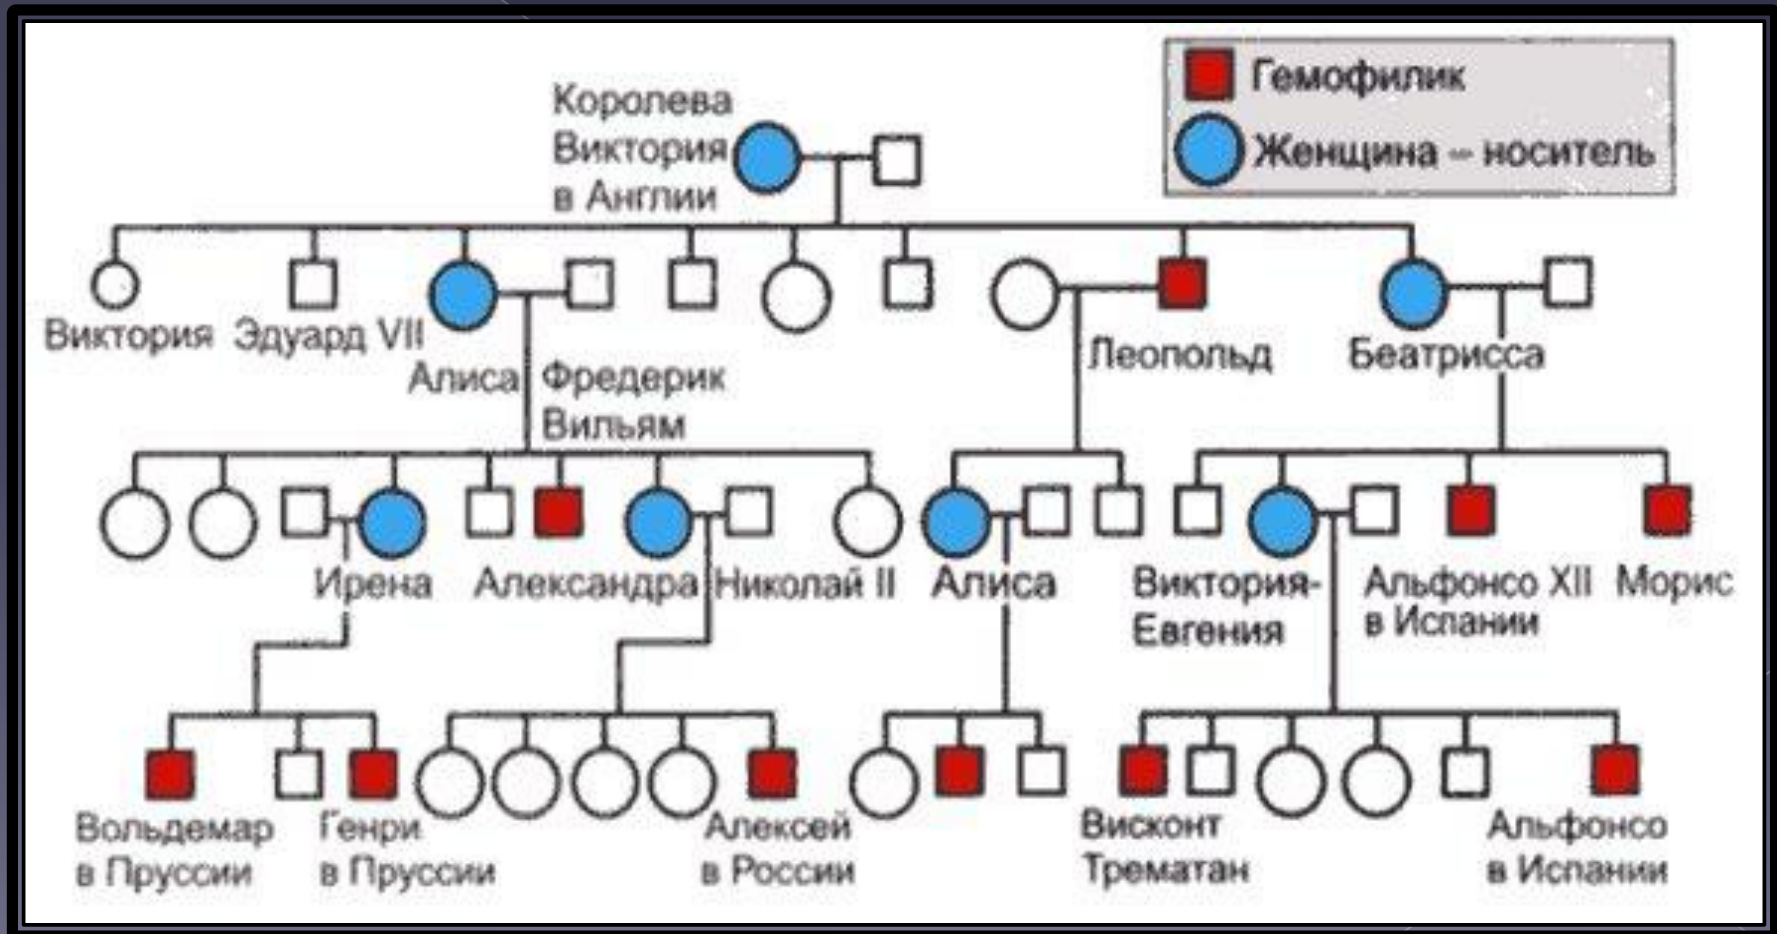 Гемофилик
Женщина – носитель
Королева
Виктория
в Англии
Виктория
Эдуард VII
Алиса
Фредерик
Вильям
Леопольд
Беатрисса
Ирена
Александра
Николай II
Алиса
Виктория-
Евгения
Альфонсо XII
в Испании
Морис
Вольдемар
в Пруссии
Генри
в Пруссии
Алексей
в России
Висконт
Трематан
Альфонсо
в Испании